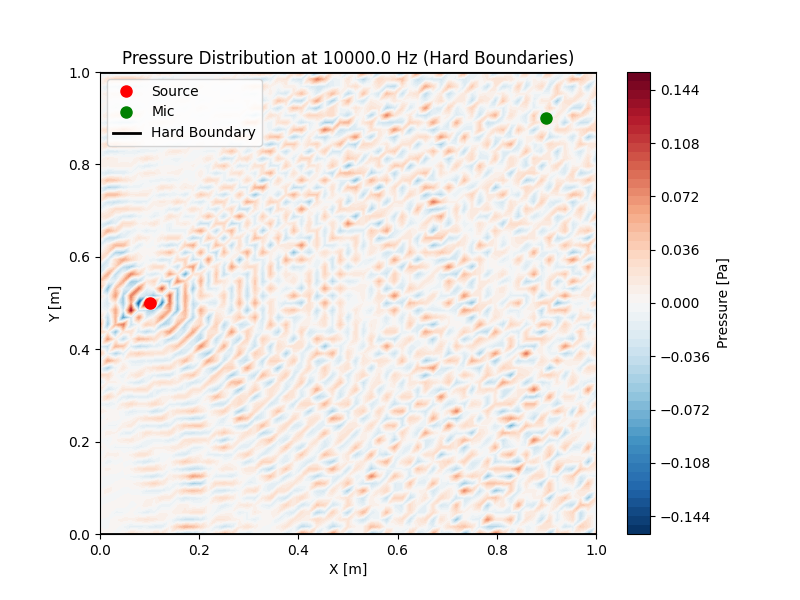 Pressure Distribution at 10000.0 Hz (Hard Boundaries)
Source
Mic
Hard Boundary
Y [m]
1.0
0.8
0.6
0.4
0.2
0.0
0.0 0.2 0.4 0.6 0.8 1.0
X [m]
0.144
0.108
0.072
0.036
0.000
−0.036
−0.072
−0.108
−0.144
Pressure [Pa]